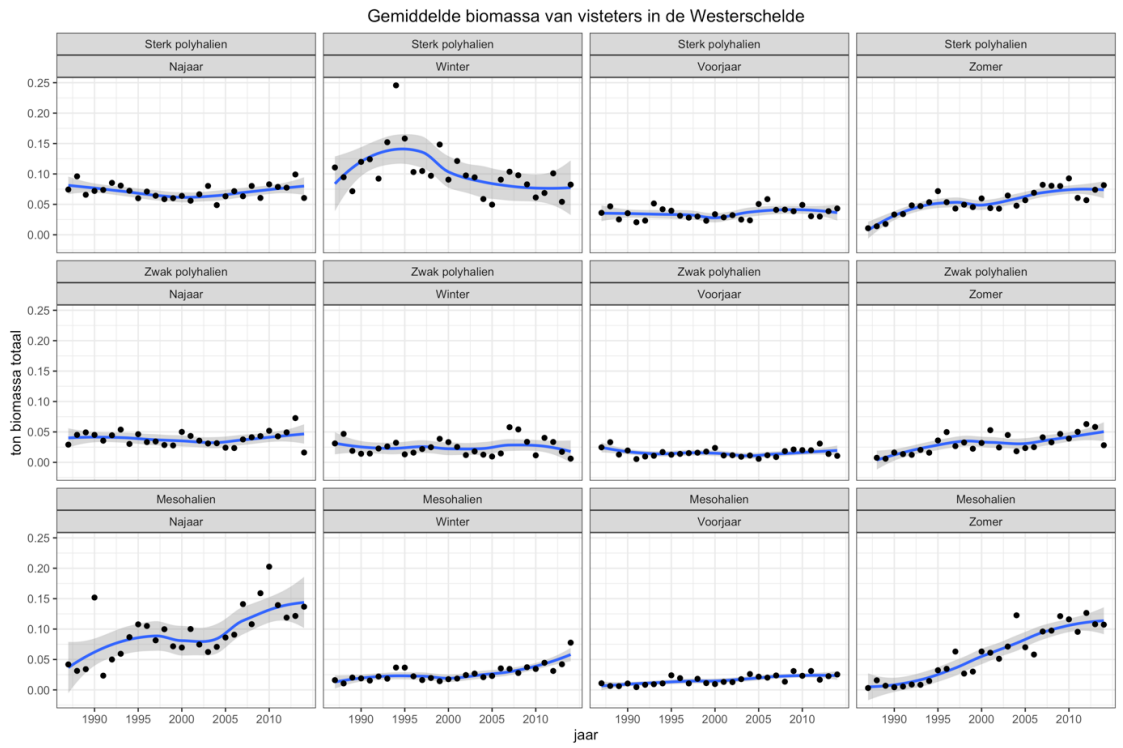 Gemiddelde biomassa van visteters in de Westerschelde
Sterk polyhalien Sterk polyhalien Sterk polyhalien Sterk polyhalien
Najaar Winter Voorjaar Zomer
0.25
0.20
0.15
0.10
0.05
0.00
Zwak polyhalien Zwak polyhalien Zwak polyhalien Zwak polyhalien
Najaar Winter Voorjaar Zomer
0.25
0.20
0.15
0.10
0.05
0.00
ton biomassa totaal
Mesohalien Mesohalien Mesohalien Mesohalien
Najaar Winter Voorjaar Zomer
0.25
0.20
0.15
0.10
0.05
0.00
1990 1995 2000 2005 2010 1990 1995 2000 2005 2010 1990 1995 2000 2005 2010 1990 1995 2000 2005 2010
jaar